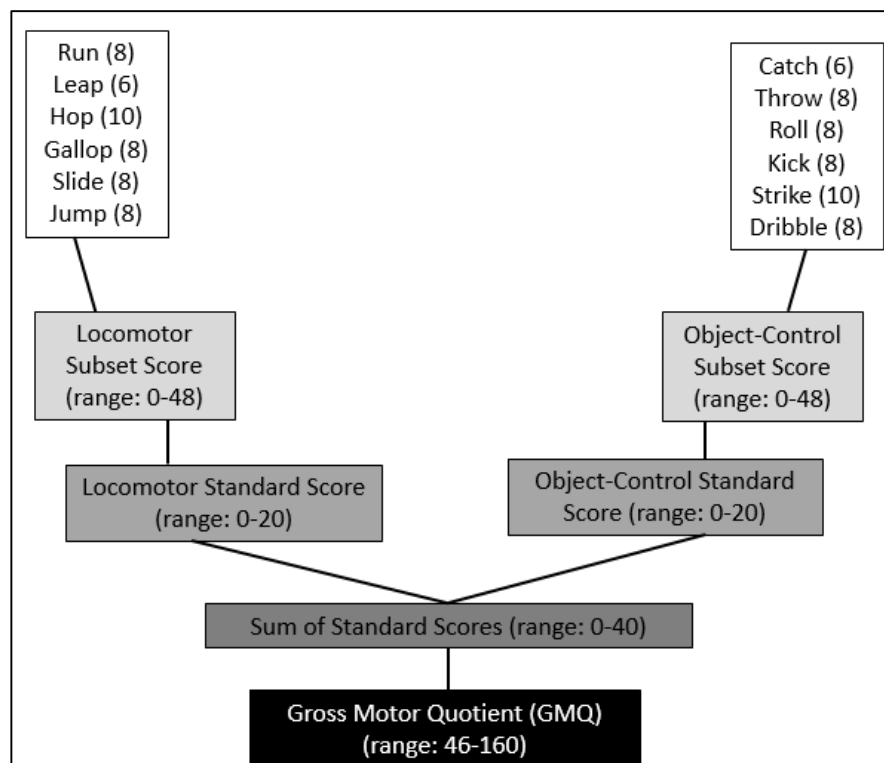 Run (8)
Leap (6)
Hop (10)
Gallop (8)
Slide (8)
Jump (8)
Catch (6)
Throw (8)
Roll (8)
Kick (8)
Strike (10)
Dribble (8)
Locomotor
Subset Score
(range: 0-48)
Object-Control
Subset Score
(range: 0-48)
Locomotor Standard Score
(range: 0-20)
Object-Control Standard
Score (range: 0-20)
Sum of Standard Scores (range: 0-40)
Gross Motor Quotient (GMQ)
(range: 46-160)